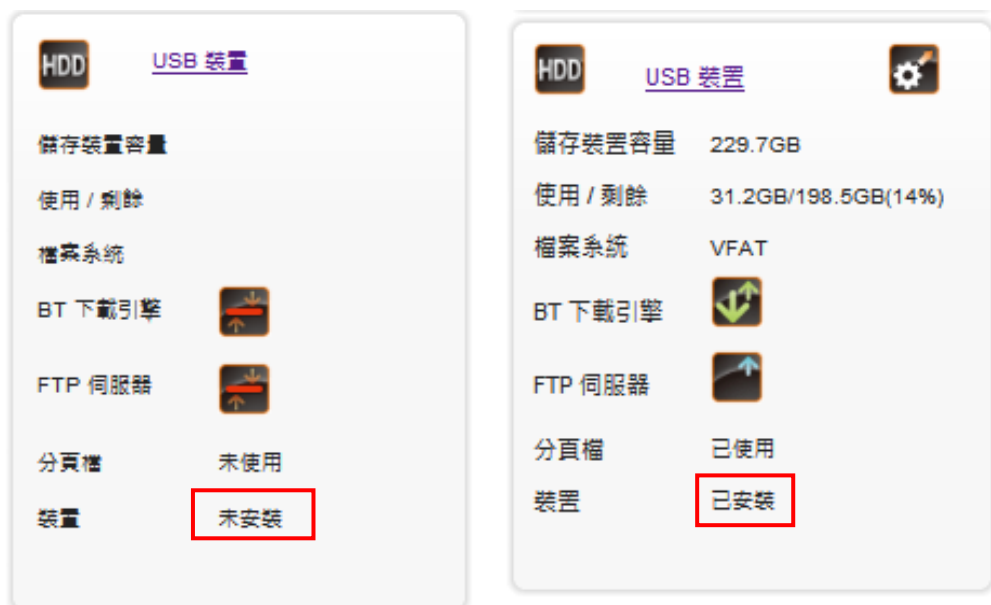 HDD USB 裝置
儲存裝置容量
使用 / 剩餘
檔案系統
BT 下載引擎
FTP 伺服器
分頁檔 未使用
裝置 未安裝
HDD USB 裝置
儲存裝置容量 229.7GB
使用 / 剩餘 31.2GB/198.5GB(14%)
檔案系統 VFAT
BT 下載引擎
FTP 伺服器
分頁檔 已使用
裝置 已安裝